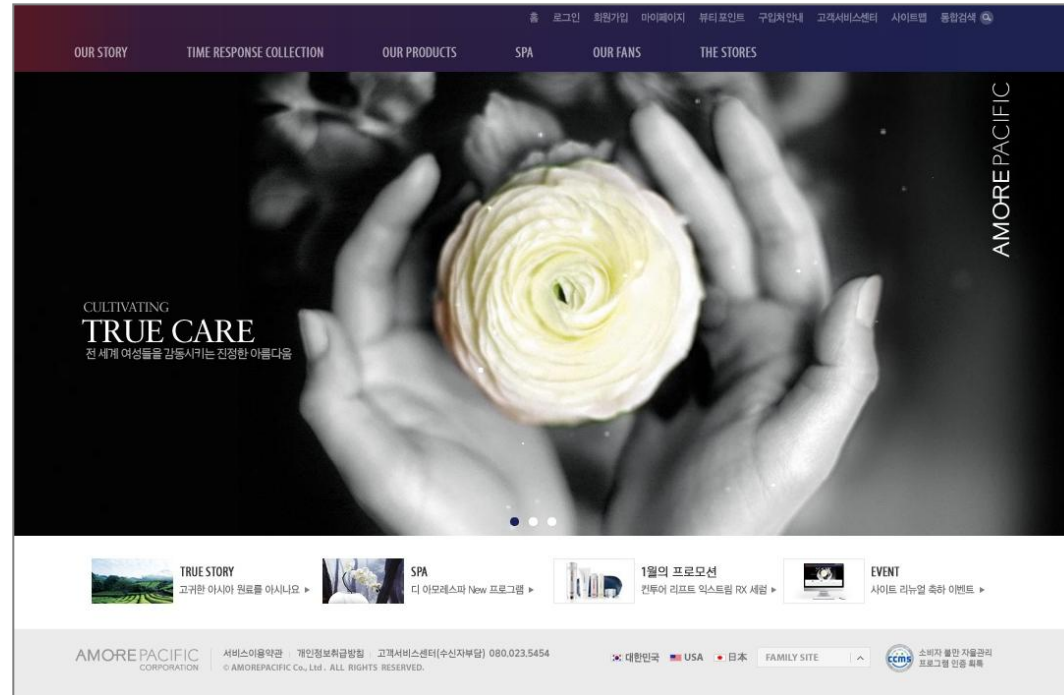 홈 로그인 회원가입 마이페이지 뷰티포인트 구입처안내 고객서비스센터 사이트맵 통합검색
OUR STORY TIME RESPONSE COLLECTION OUR PRODUCTS SPA OUR FANS THE STORES
AMOREPACIFIC
CULTIVATING
TRUE CARE
전 세계 여성들을 감동시키는 진정한 아름다움
TRUE STORY
고귀한 아시아 원료를 아시나요
SPA
디 아모레스파 New 프로그램
1월의 프로모션
컨투어 리프트 익스트림 RX 세럼
EVENT
사이트 리뉴얼 축하 이벤트
AMOREPACIFIC
CORPORATION
서비스이용약관 개인정보취급방침 고객서비스센터(수신자부담) 080.023.5454
© AMOREPACIFIC Co., Ltd. ALL RIGHTS RESERVED.
대한민국 USA 日本 FAMILY SITE
ccms
소비자 불만 자율관리
프로그램 인증 획득